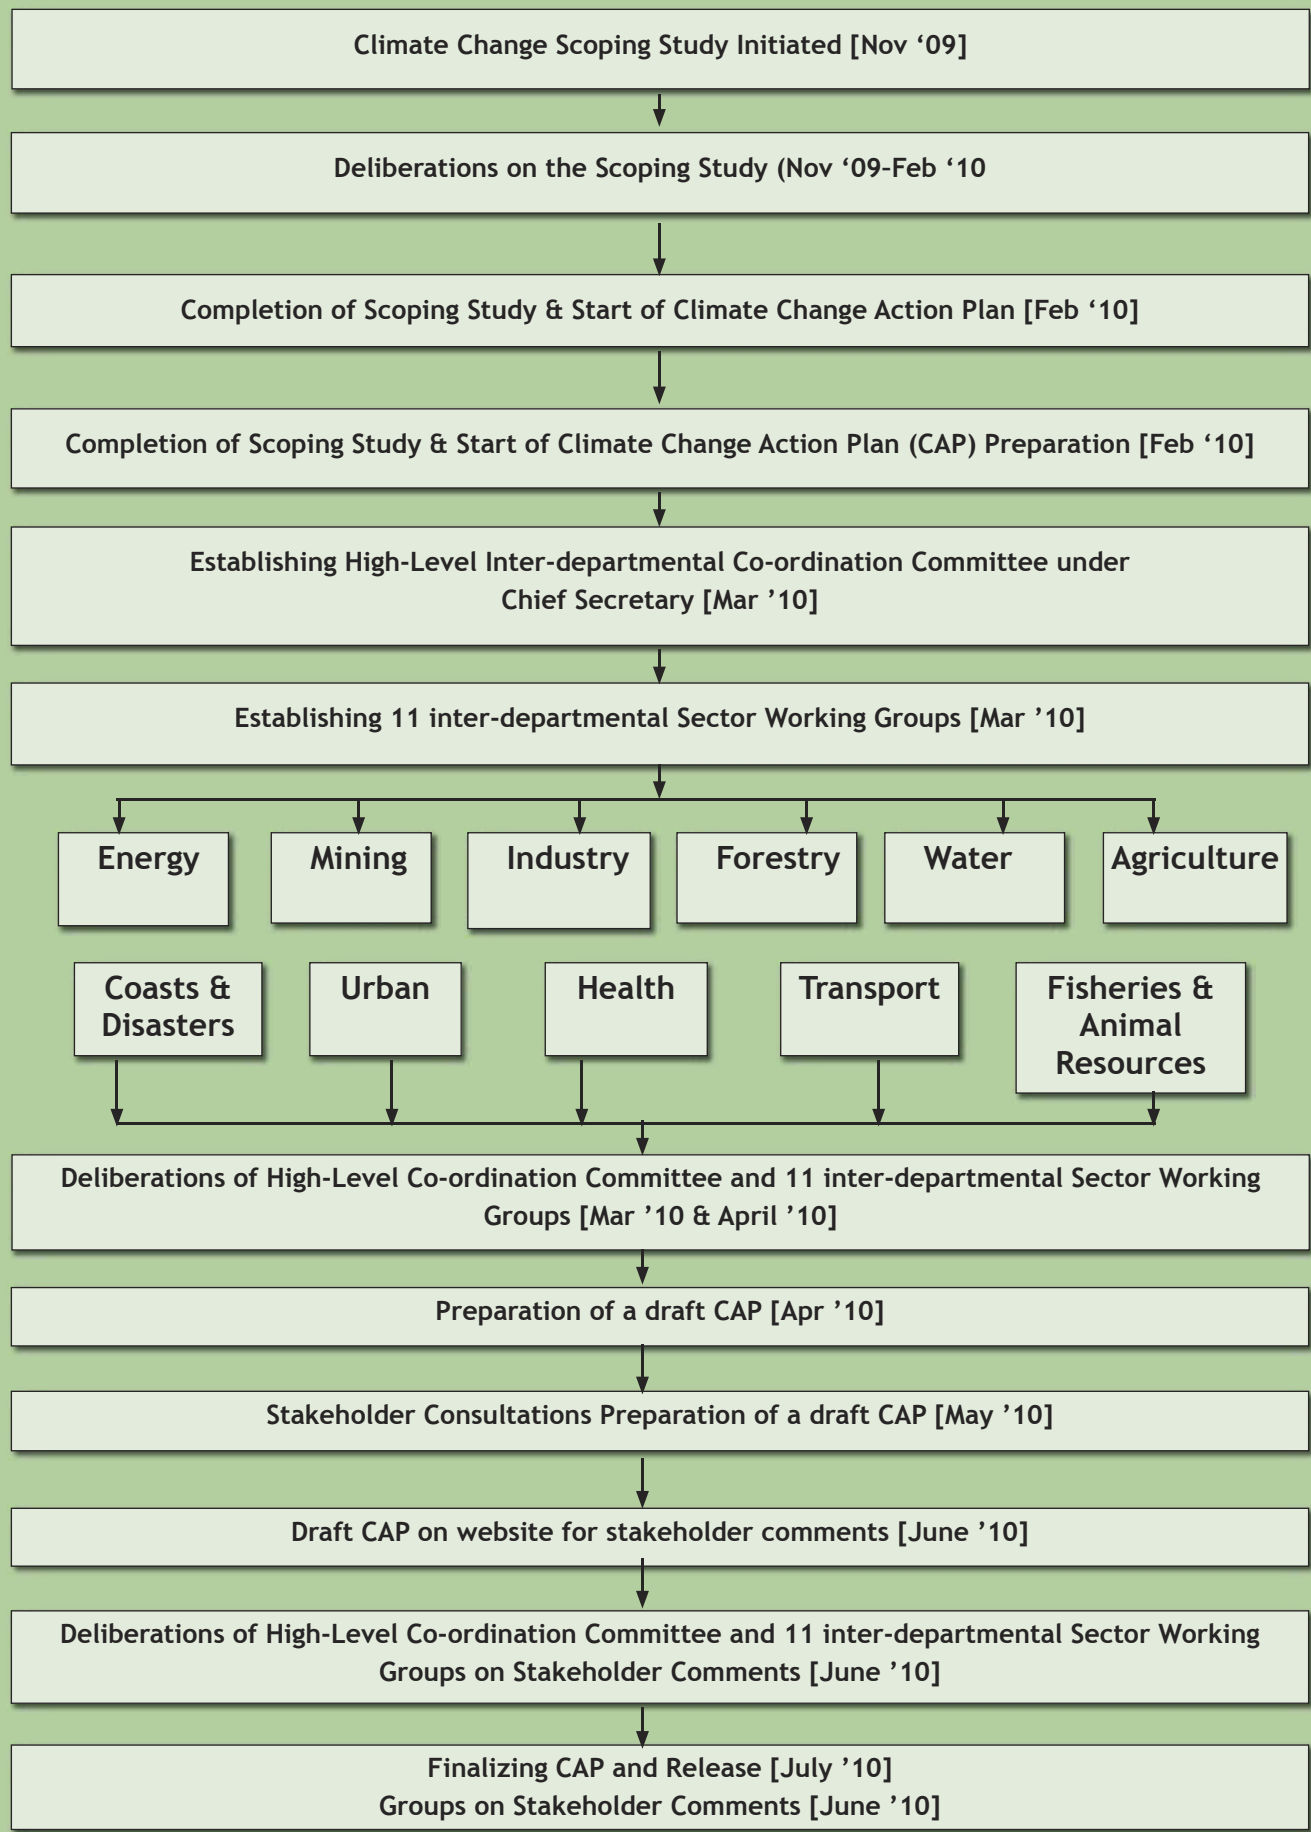 Climate Change Scoping Study Initiated [Nov ‘09]
Deliberations on the Scoping Study (Nov ‘09–Feb ‘10
Completion of Scoping Study & Start of Climate Change Action Plan [Feb ‘10]
Completion of Scoping Study & Start of Climate Change Action Plan (CAP) Preparation [Feb ‘10]
Establishing High-Level Inter-departmental Co-ordination Committee under
Chief Secretary [Mar ’10]
Establishing 11 inter-departmental Sector Working Groups [Mar ’10]
Energy
Mining
Industry
Forestry
Water
Agriculture
Coasts &
Disasters
Urban
Health
Transport
Fisheries &
Animal
Resources
Deliberations of High-Level Co-ordination Committee and 11 inter-departmental Sector Working
Groups [Mar ’10 & April ’10]
Preparation of a draft CAP [Apr ’10]
Stakeholder Consultations Preparation of a draft CAP [May ’10]
Draft CAP on website for stakeholder comments [June ’10]
Deliberations of High-Level Co-ordination Committee and 11 inter-departmental Sector Working
Groups on Stakeholder Comments [June ’10]
Finalizing CAP and Release [July ’10]
Groups on Stakeholder Comments [June ’10]